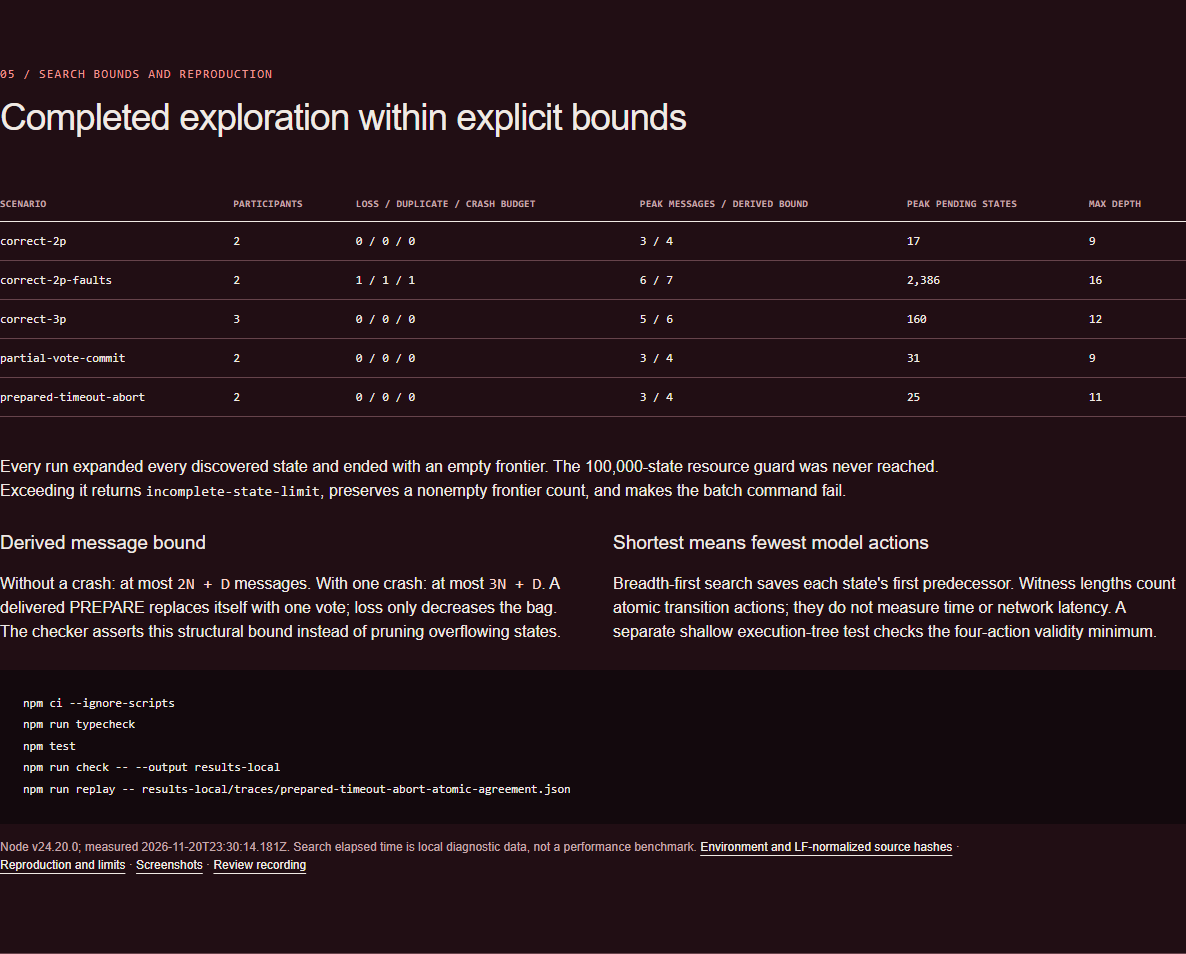 05 / SEARCH BOUNDS AND REPRODUCTION
Completed exploration within explicit bounds
SCENARIO PARTICIPANTS LOSS / DUPLICATE / CRASH BUDGET PEAK MESSAGES / DERIVED BOUND PEAK PENDING STATES MAX DEPTH
correct-2p 2 0 / 0 / 0 3 / 4 17 9
correct-2p-faults 2 1 / 1 / 1 6 / 7 2,386 16
correct-3p 3 0 / 0 / 0 5 / 6 160 12
partial-vote-commit 2 0 / 0 / 0 3 / 4 31 9
prepared-timeout-abort 2 0 / 0 / 0 3 / 4 25 11
Every run expanded every discovered state and ended with an empty frontier. The 100,000-state resource guard was never reached.
Exceeding it returns incomplete-state-limit, preserves a nonempty frontier count, and makes the batch command fail.
Derived message bound
Without a crash: at most 2N + D messages. With one crash: at most 3N + D. A
delivered PREPARE replaces itself with one vote; loss only decreases the bag.
The checker asserts this structural bound instead of pruning overflowing states.
Shortest means fewest model actions
Breadth-first search saves each state's first predecessor. Witness lengths count
atomic transition actions; they do not measure time or network latency. A
separate shallow execution-tree test checks the four-action validity minimum.
npm ci --ignore-scripts
npm run typecheck
npm test
npm run check -- --output results-local
npm run replay -- results-local/traces/prepared-timeout-abort-atomic-agreement.json
Node v24.20.0; measured 2026-11-20T23:30:14.181Z. Search elapsed time is local diagnostic data, not a performance benchmark. Environment and LF-normalized source hashes ·
Reproduction and limits · Screenshots · Review recording